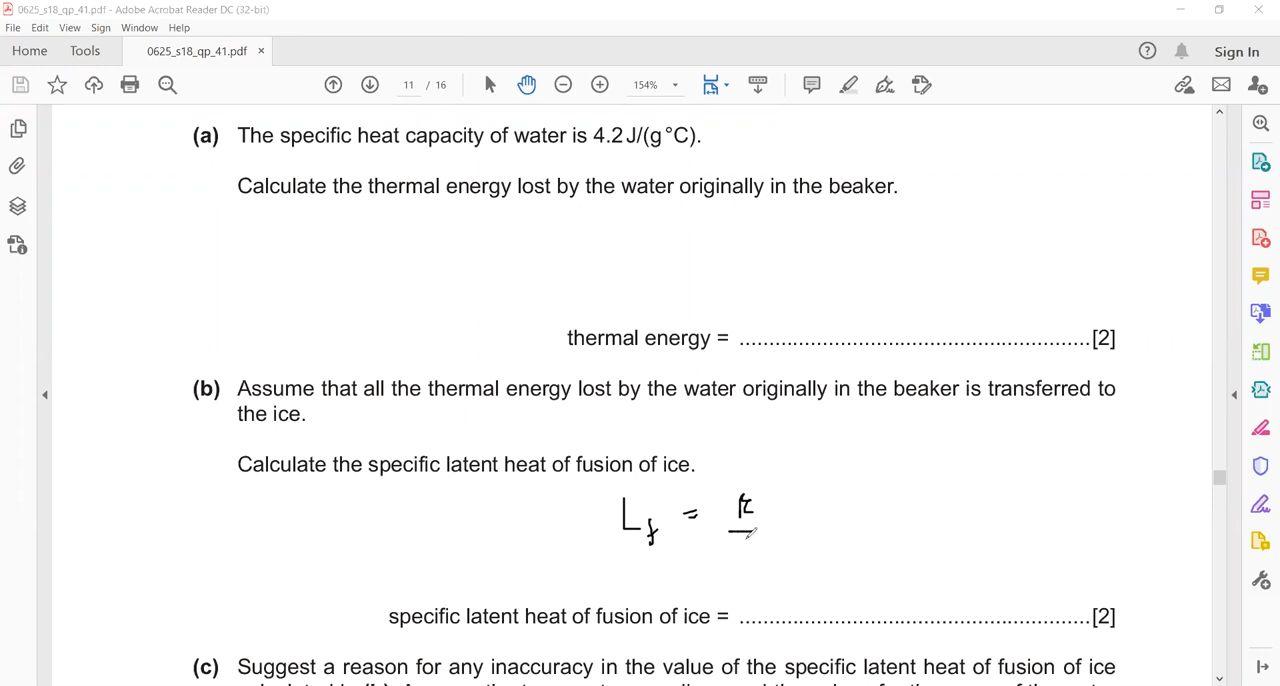 0625_s18_qp_41.pdf - Adobe Acrobat Reader DC (32-bit)
File Edit View Sign Window Help
Home Tools 0625_s18_qp_41.pdf × Sign In
11 / 16 154%
(a) The specific heat capacity of water is 4.2 J/(g °C).
Calculate the thermal energy lost by the water originally in the beaker.
thermal energy = ...........................................................[2]
(b) Assume that all the thermal energy lost by the water originally in the beaker is transferred to
the ice.
Calculate the specific latent heat of fusion of ice.
L_f = E
specific latent heat of fusion of ice = ...........................................................[2]
(c) Suggest a reason for any inaccuracy in the value of the specific latent heat of fusion of ice